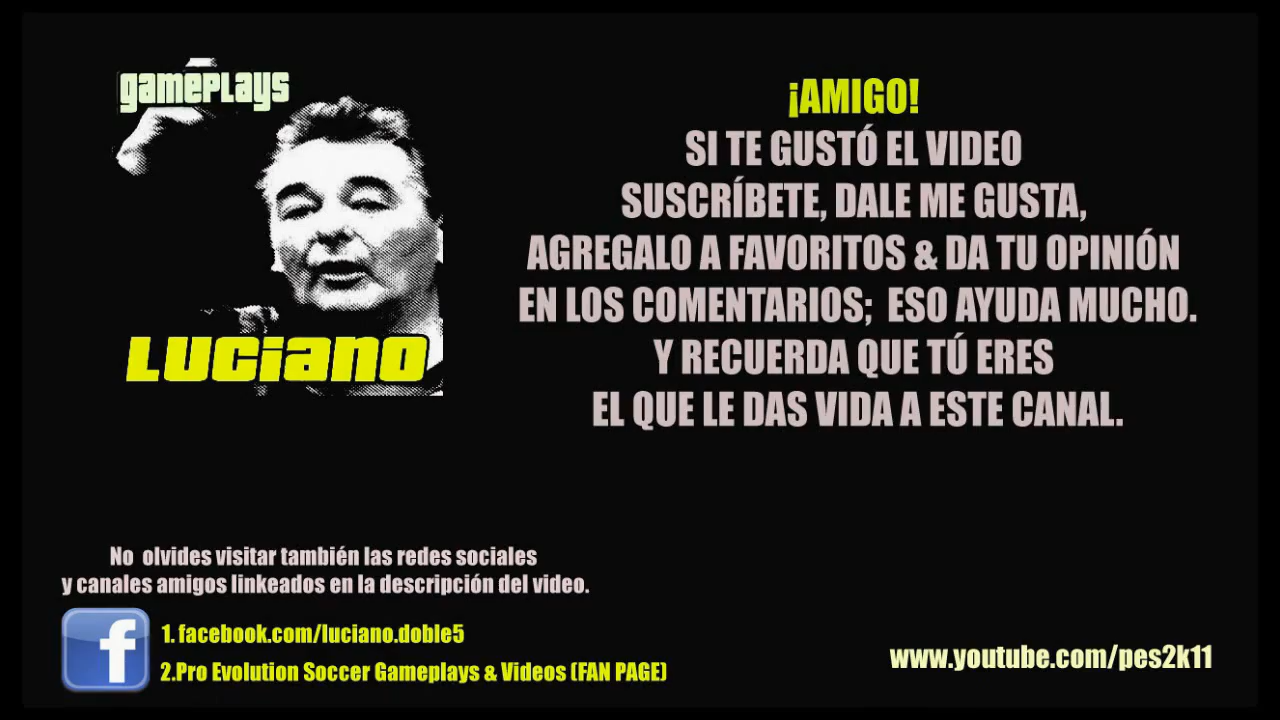 gamePLays
LUCiano
¡AMIGO!
SI TE GUSTÓ EL VIDEO
SUSCRÍBETE, DALE ME GUSTA,
AGREGALO A FAVORITOS & DA TU OPINIÓN
EN LOS COMENTARIOS; ESO AYUDA MUCHO.
Y RECUERDA QUE TÚ ERES
EL QUE LE DAS VIDA A ESTE CANAL.
No olvides visitar también las redes sociales
y canales amigos linkeados en la descripción del video.
f
1. facebook.com/luciano.doble5
2.Pro Evolution Soccer Gameplays & Videos (FAN PAGE)
www.youtube.com/pes2k11